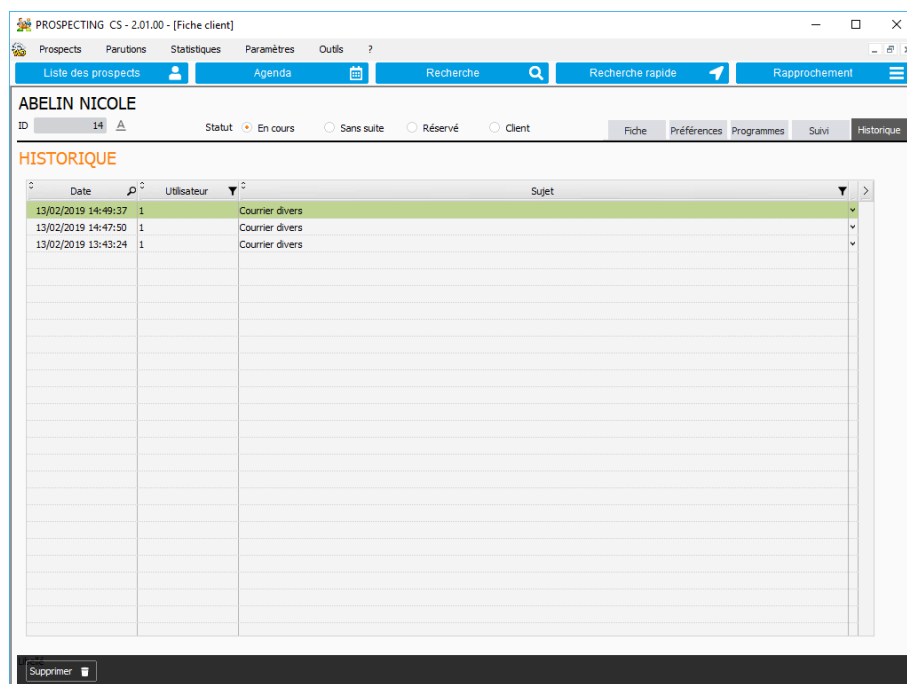 PROSPECTING CS - 2.01.00 - [Fiche client]
Prospects Parutions Statistiques Paramètres Outils ?
Liste des prospects Agenda Recherche Recherche rapide Rapprochement
ABELIN NICOLE
ID 14 A Statut En cours Sans suite Réservé Client Fiche Préférences Programmes Suivi Historique
HISTORIQUE
Date Utilisateur Sujet
13/02/2019 14:49:37 1 Courrier divers
13/02/2019 14:47:50 1 Courrier divers
13/02/2019 13:43:24 1 Courrier divers
Supprimer